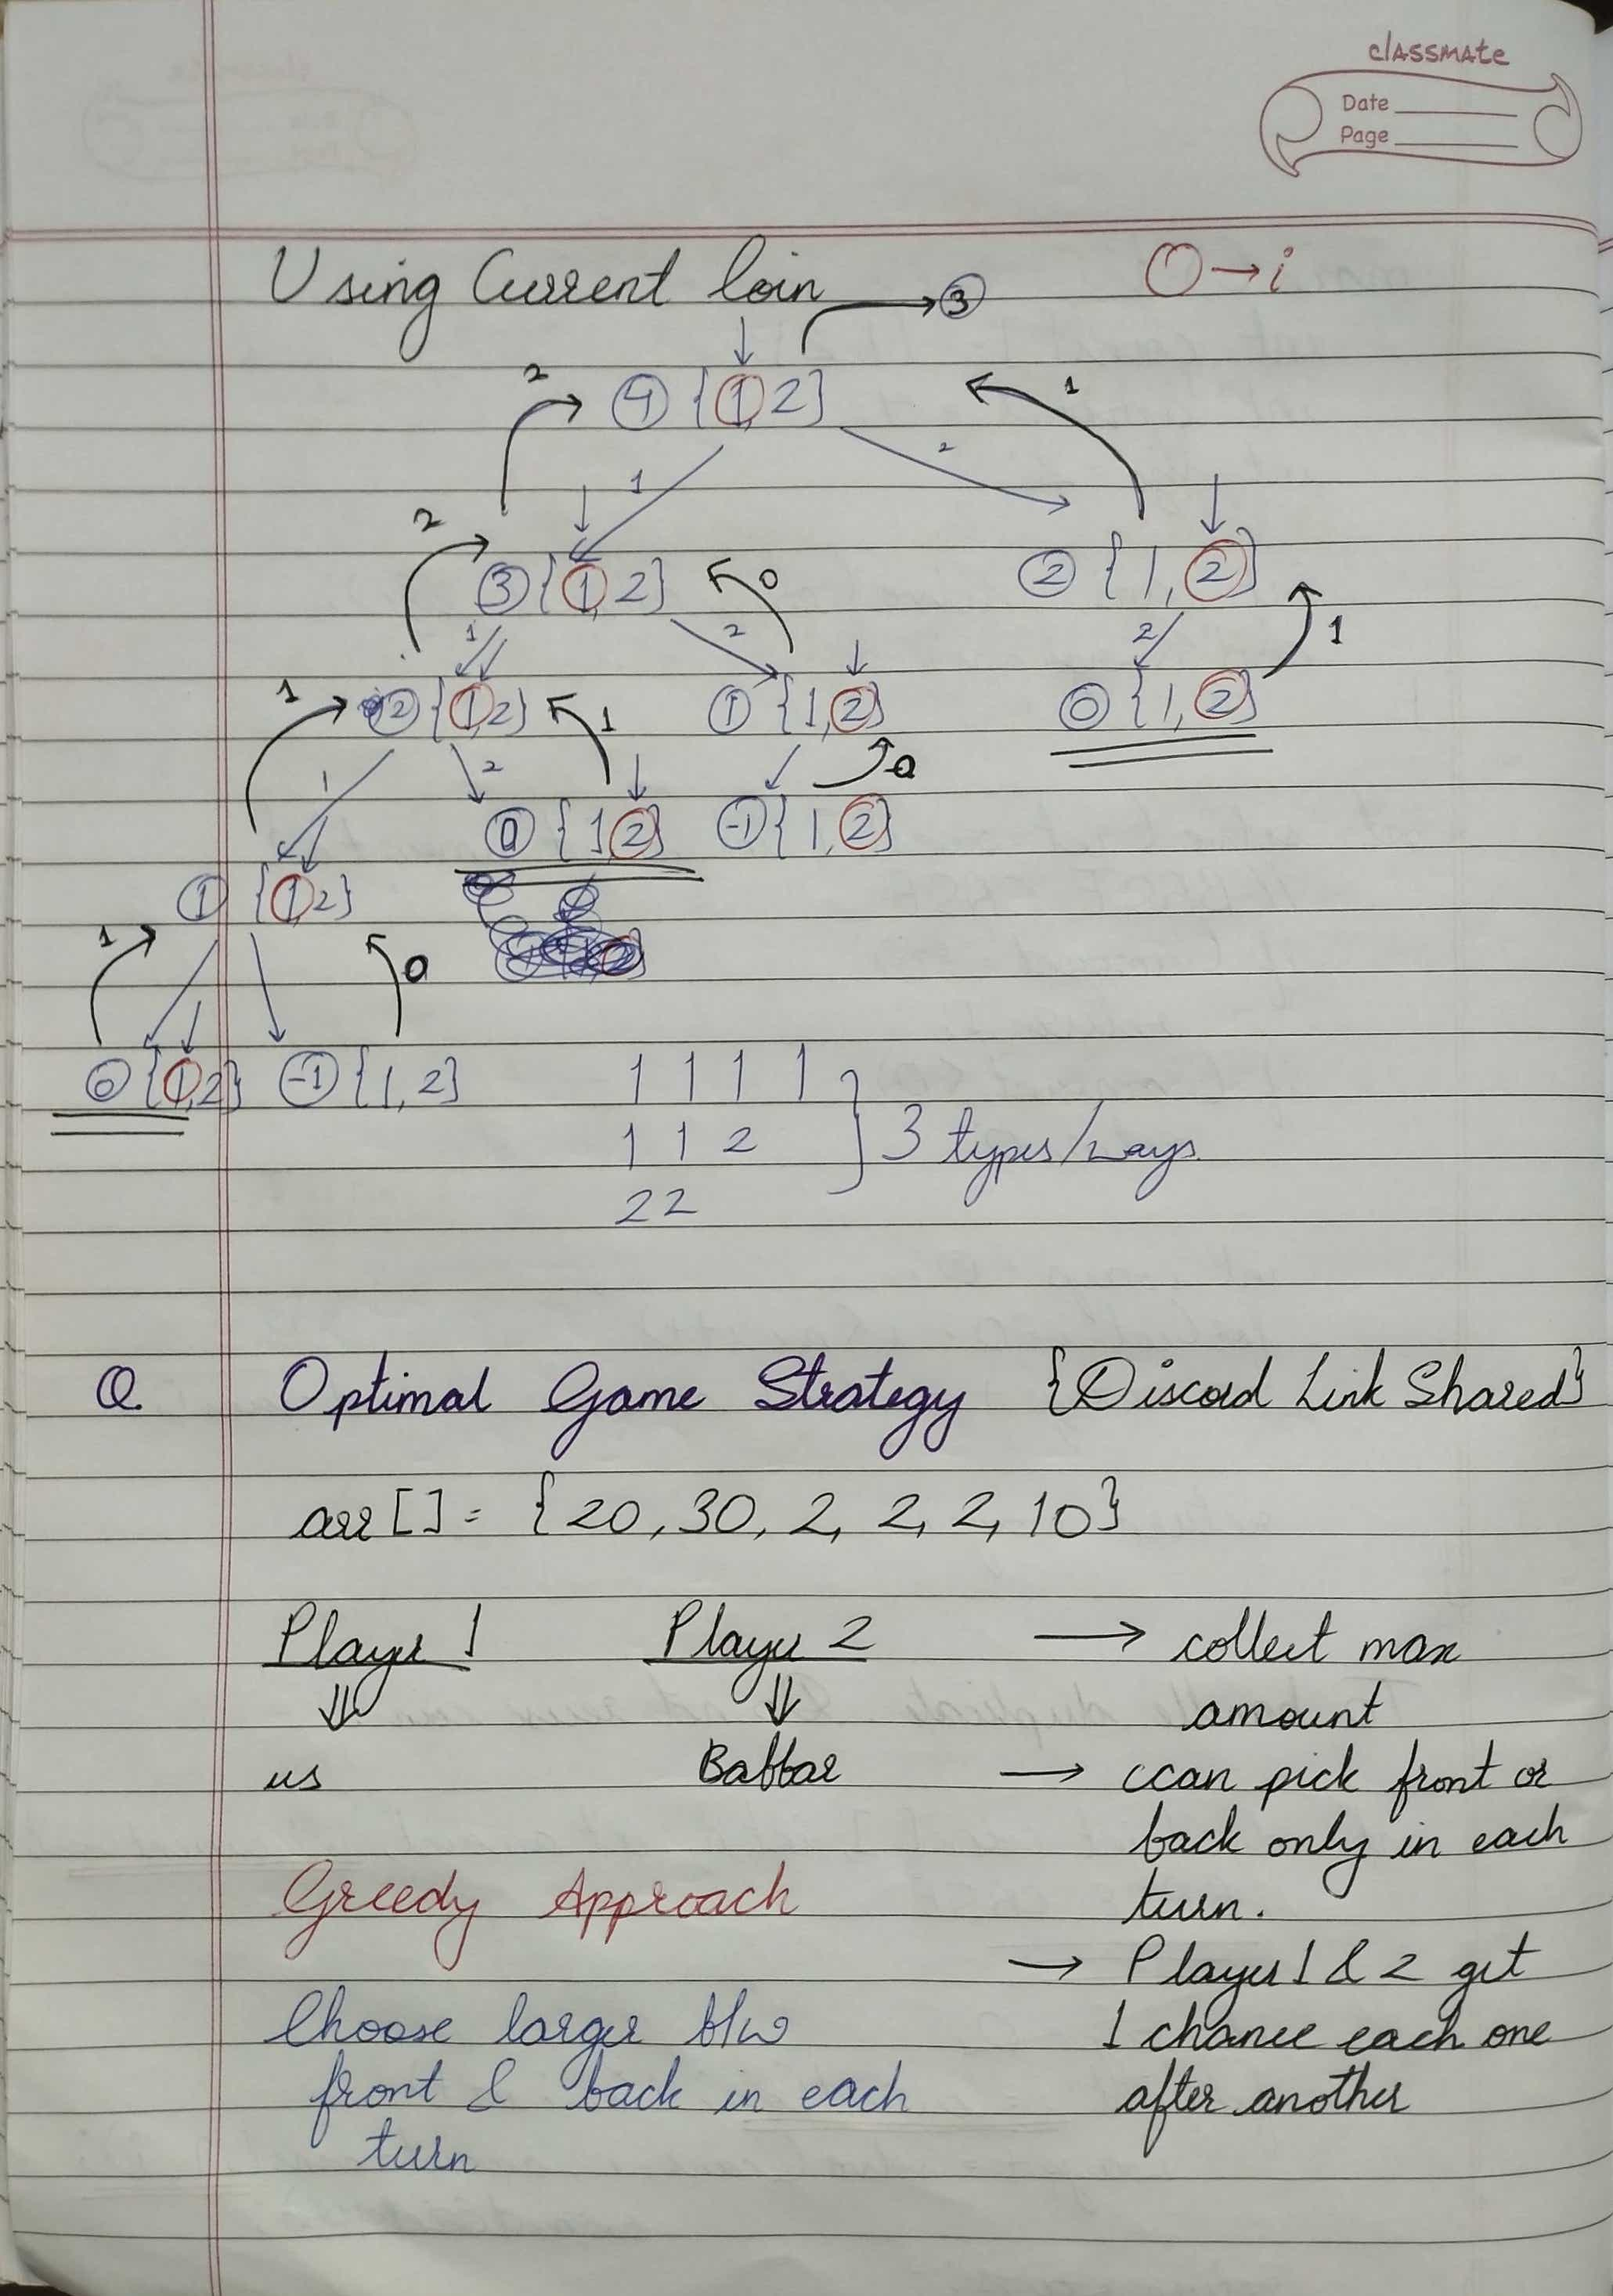 classmate
Date
Page
Using Current Coin → 3
O → i
2 4 {1, 2} 1
1 2
2 3 {1, 2} 0 2 {1, 2}
1 2 2 1
1 2 {1, 2} 1 1 {1, 2} 0 {1, 2}
1 2 0
0 {1, 2} -1 {1, 2}
1 {1, 2}
1 0
0 {1, 2} -1 {1, 2}
1 1 1 1
1 1 2 } 3 types/ways
2 2
Q. Optimal Game Strategy {Discord Link Shared}
arr[] = {20, 30, 2, 2, 2, 10}
Player 1 Player 2 → collect max
⇓ ⇓ amount
us Babbar → ccan pick front or
back only in each
Greedy Approach turn.
→ Player 1 & 2 get
Choose larger b/w 1 chance each one
front & back in each after another
turn